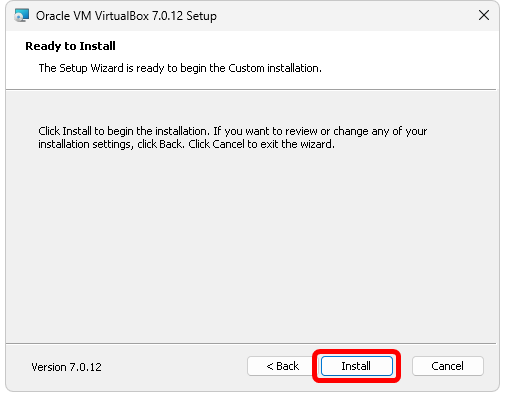 Oracle VM VirtualBox 7.0.12 Setup
Ready to Install
The Setup Wizard is ready to begin the Custom installation.
Click Install to begin the installation. If you want to review or change any of your
installation settings, click Back. Click Cancel to exit the wizard.
Version 7.0.12
< Back
Install
Cancel